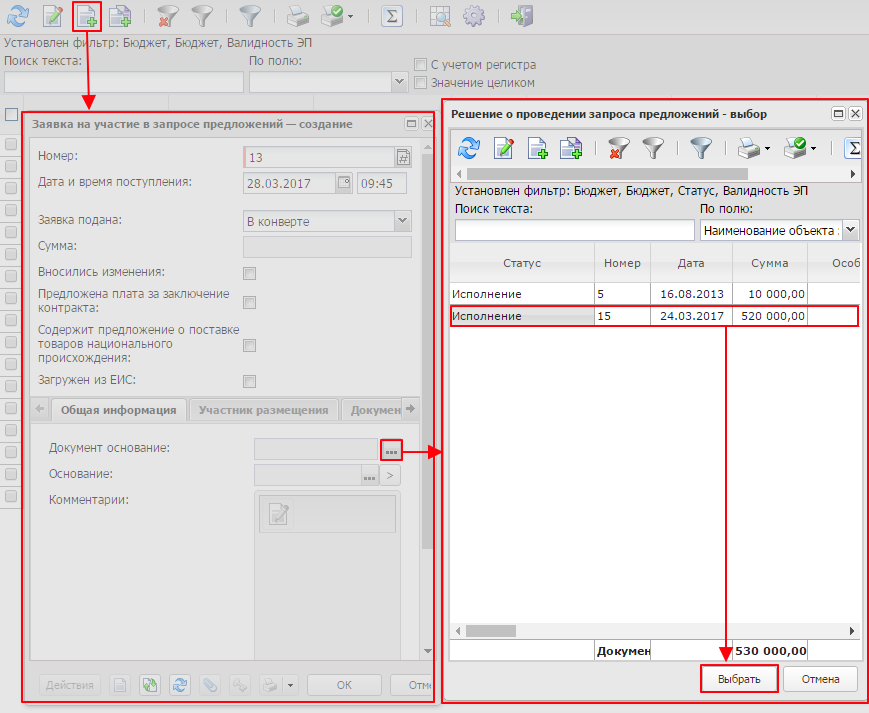 Установлен фильтр: Бюджет, Бюджет, Валидность ЭП
Поиск текста:
По полю:
С учетом регистра
Значение целиком
Заявка на участие в запросе предложений — создание
Номер:
13
Дата и время поступления:
28.03.2017
09:45
Заявка подана:
В конверте
Сумма:
Вносились изменения:
Предложена плата за заключение
контракта:
Содержит предложение о поставке
товаров национального
происхождения:
Загружен из ЕИС:
Общая информация
Участник размещения
Докумен
Документ основание:
...
Основание:
...
>
Комментарии:
Действия
OK
Отм
Решение о проведении запроса предложений - выбор
Σ
Установлен фильтр: Бюджет, Бюджет, Статус, Валидность ЭП
Поиск текста:
По полю:
Наименование объекта :
Статус Номер Дата Сумма Особ
Исполнение 5 16.08.2013 10 000,00
Исполнение 15 24.03.2017 520 000,00
Докумен 530 000,00
Выбрать
Отмена